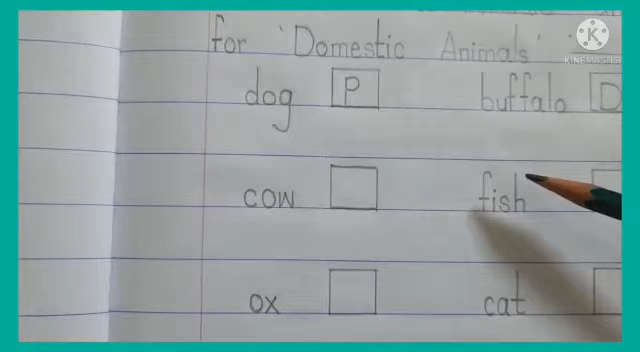 for 'Domestic Animals'
K
KINEMASTER
dog P buffalo D
cow fish
ox cat